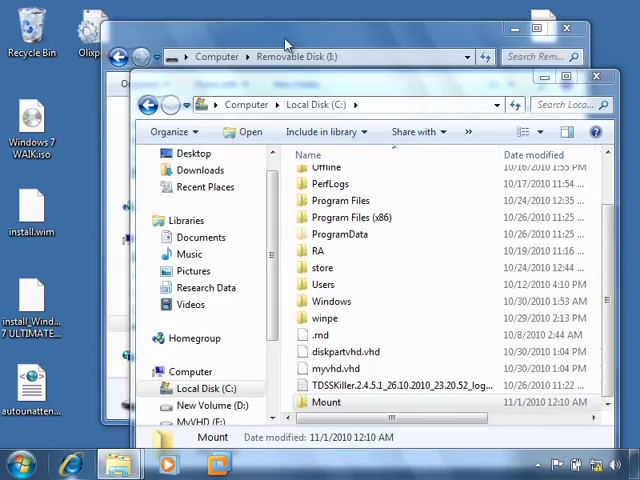 Recycle Bin
Olixp...
Windows 7
WAIK.iso
install.wim
install_Wind...
7 ULTIMATE...
autounatten...
Computer
Removable Disk (I:)
Search Rem...
Computer
Local Disk (C:)
Search Loca...
Organize
Open
Include in library
Share with
»
Desktop
Downloads
Recent Places
Libraries
Documents
Music
Pictures
Research Data
Videos
Homegroup
Computer
Local Disk (C:)
New Volume (D:)
MyVHD (F:)
Name
Date modified
Offline
10/16/2010 1:55 PM
PerfLogs
10/17/2010 11:54 ...
Program Files
10/24/2010 12:35 ...
Program Files (x86)
10/26/2010 11:25 ...
ProgramData
10/26/2010 11:25 ...
RA
10/19/2010 11:16 ...
store
10/24/2010 12:44 ...
Users
10/12/2010 4:10 PM
Windows
10/30/2010 1:53 AM
winpe
10/29/2010 2:13 PM
.rnd
10/8/2010 2:44 AM
diskpartvhd.vhd
10/30/2010 1:04 PM
myvhd.vhd
10/30/2010 1:04 PM
TDSSKiller.2.4.5.1_26.10.2010_23.20.52_log...
10/26/2010 11:22 ...
Mount
11/1/2010 12:10 AM
Mount
Date modified: 11/1/2010 12:10 AM